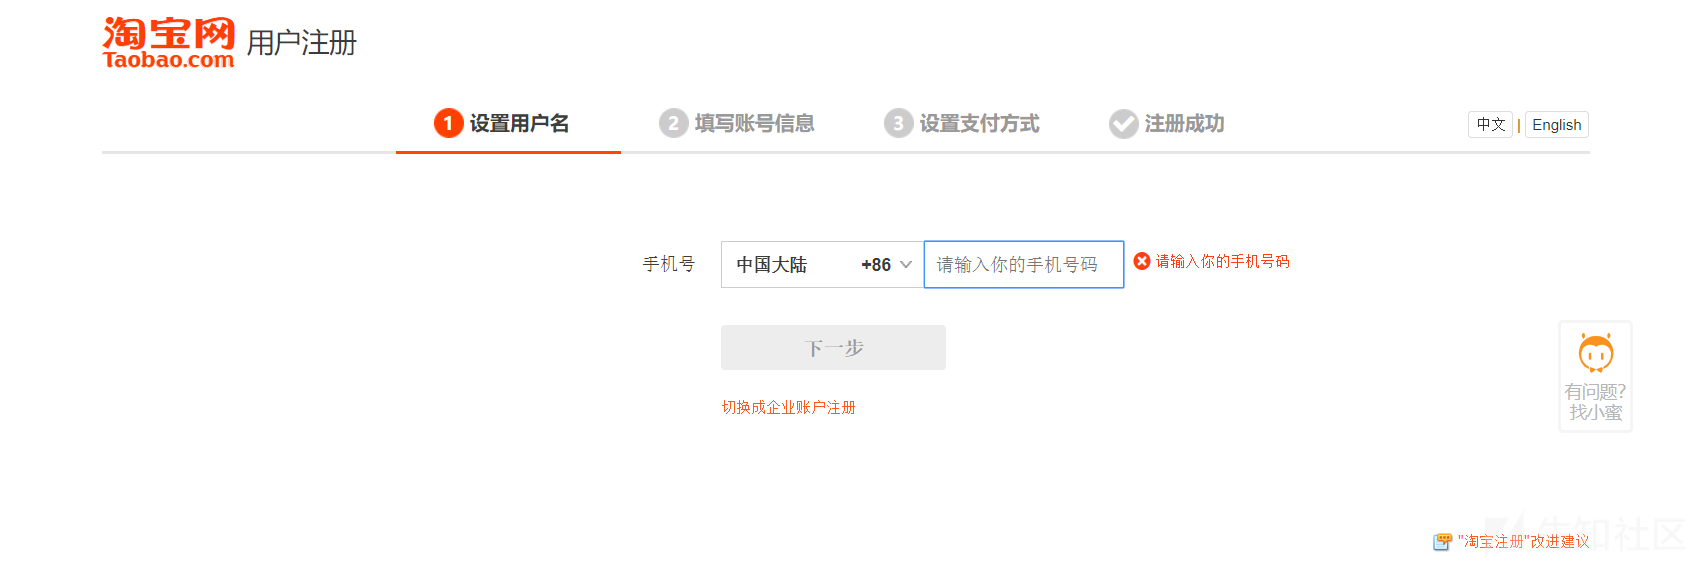 淘宝网
Taobao.com
用户注册
1 设置用户名
2 填写账号信息
3 设置支付方式
注册成功
中文 | English
手机号
中国大陆 +86
请输入你的手机号码
请输入你的手机号码
下一步
切换成企业账户注册
有问题?
找小蜜
"淘宝注册"改进建议
先知社区